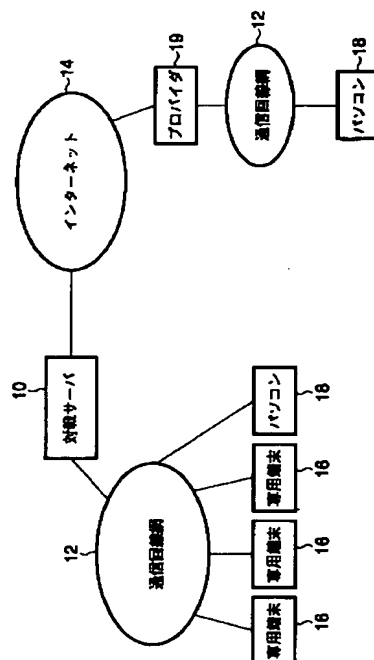 14
インターネット
19
プロバイダ
12
通信回線網
18
パソコン
10
対戦サーバ
12
通信回線網
パソコン
18
専用端末
16
専用端末
16
専用端末
16